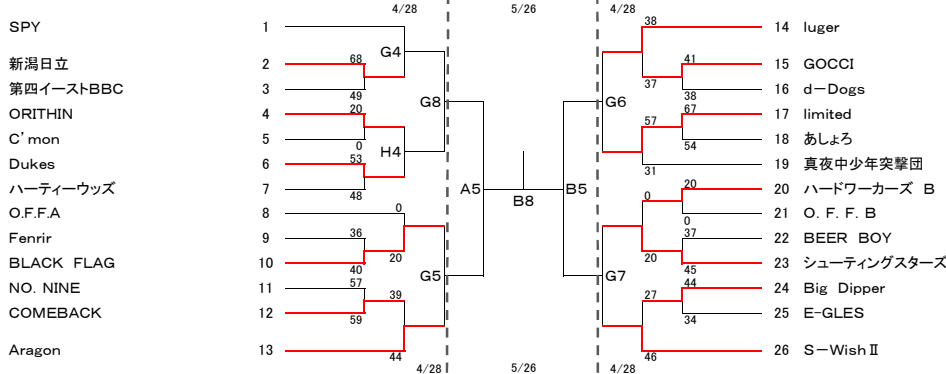 4/28 5/26 4/28
SPY 1 38 14 luger
G4
新潟日立 2 68 41 15 GOCCI
第四イーストBBC 3 49 37 38 16 d－Dogs
G8 G6
ORITHIN 4 20 67 17 limited
57
C'mon 5 0 54 18 あしょろ
H4
Dukes 6 53 31 19 真夜中少年突撃団
ハーティーウッズ 7 48 A5 B5 20 20 ハードワーカーズ B
B8
O.F.F.A 8 0 0 0 21 O．F．F．B
Fenrir 9 36 37 22 BEER BOY
BLACK FLAG 10 40 20 20 45 23 シューティングスターズ
G5 G7
NO. NINE 11 57 39 27 44 24 Big Dipper
COMEBACK 12 59 34 25 E-GLES
Aragon 13 44 46 26 S－WishⅡ
4/28 5/26 4/28